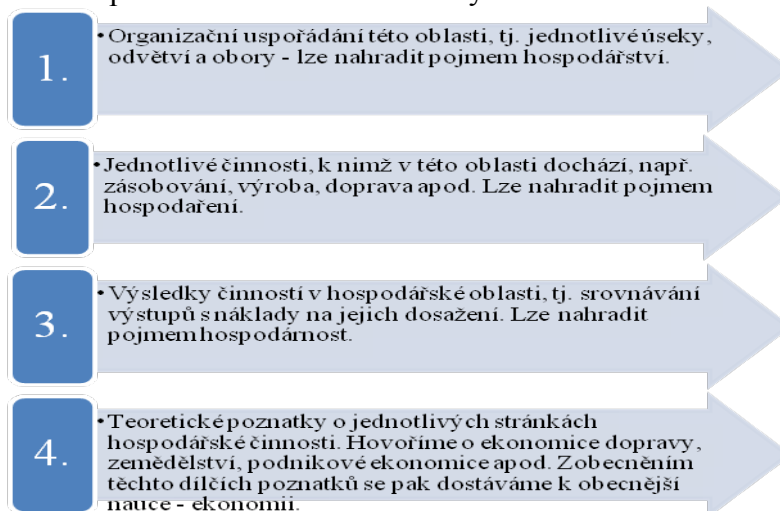 1.
• Organizační uspořádání této oblasti, tj. jednotlivé úseky,
odvětví a obory - lze nahradit pojmem hospodářství.
2.
• Jednotlivé činnosti, k nimž v této oblasti dochází, např.
zásobování, výroba, doprava apod. Lze nahradit pojmem
hospodaření.
3.
• Výsledky činností v hospodářské oblasti, tj. srovnávání
výstupů s náklady na jejich dosažení. Lze nahradit
pojmem hospodárnost.
4.
• Teoretické poznatky o jednotlivých stránkách
hospodářské činnosti. Hovoříme o ekonomice dopravy,
zemědělství, podnikové ekonomice apod. Zobecněním
těchto dílčích poznatků se pak dostáváme k obecnější
nauce - ekonomii.